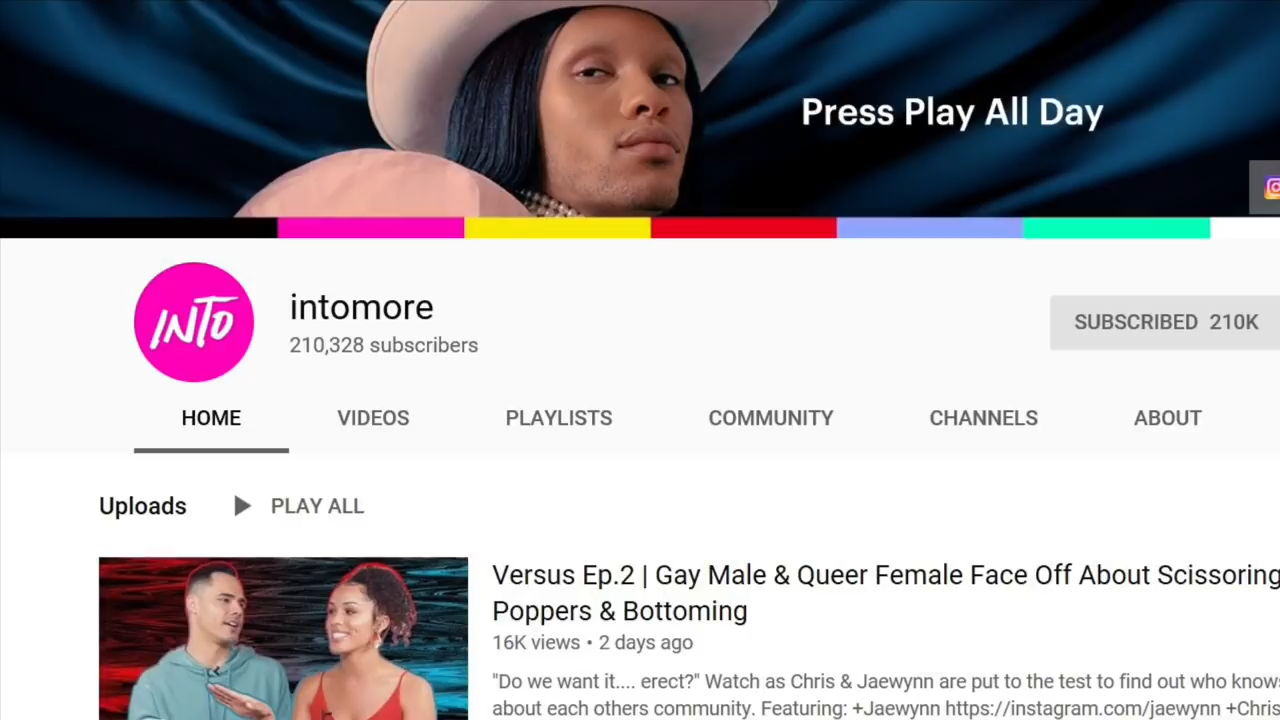 Press Play All Day
INTO
intomore
210,328 subscribers
SUBSCRIBED 210K
HOME VIDEOS PLAYLISTS COMMUNITY CHANNELS ABOUT
Uploads PLAY ALL
Versus Ep.2 | Gay Male & Queer Female Face Off About Scissoring
Poppers & Bottoming
16K views • 2 days ago
"Do we want it.... erect?" Watch as Chris & Jaewynn are put to the test to find out who knows
about each others community. Featuring: +Jaewynn https://instagram.com/jaewynn +Chris